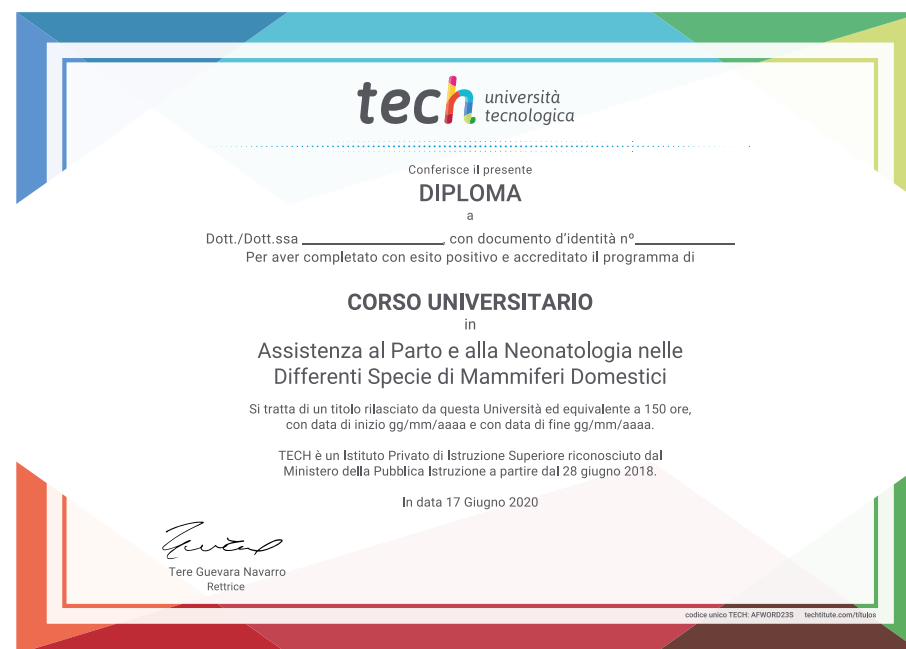 tech università
tecnologica
Conferisce il presente
DIPLOMA
a
Dott./Dott.ssa ____________________, con documento d'identità nº______________
Per aver completato con esito positivo e accreditato il programma di
CORSO UNIVERSITARIO
in
Assistenza al Parto e alla Neonatologia nelle
Differenti Specie di Mammiferi Domestici
Si tratta di un titolo rilasciato da questa Università ed equivalente a 150 ore,
con data di inizio gg/mm/aaaa e con data di fine gg/mm/aaaa.
TECH è un Istituto Privato di Istruzione Superiore riconosciuto dal
Ministero della Pubblica Istruzione a partire dal 28 giugno 2018.
In data 17 Giugno 2020
Tere Guevara Navarro
Rettrice
codice unico TECH: AFWORD23S techtitute.com/titulos